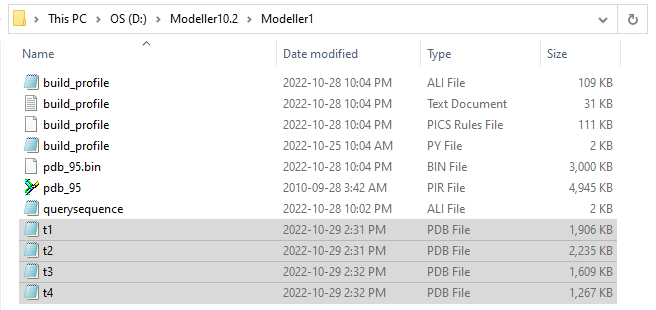 This PC > OS (D:) > Modeller10.2 > Modeller1
Name Date modified Type Size
build_profile 2022-10-28 10:04 PM ALI File 109 KB
build_profile 2022-10-28 10:04 PM Text Document 31 KB
build_profile 2022-10-28 10:04 PM PICS Rules File 111 KB
build_profile 2022-10-25 10:04 AM PY File 2 KB
pdb_95.bin 2022-10-28 10:04 PM BIN File 3,000 KB
pdb_95 2010-09-28 3:42 AM PIR File 4,945 KB
querysequence 2022-10-28 10:02 PM ALI File 2 KB
t1 2022-10-29 2:31 PM PDB File 1,906 KB
t2 2022-10-29 2:31 PM PDB File 2,235 KB
t3 2022-10-29 2:32 PM PDB File 1,609 KB
t4 2022-10-29 2:32 PM PDB File 1,267 KB